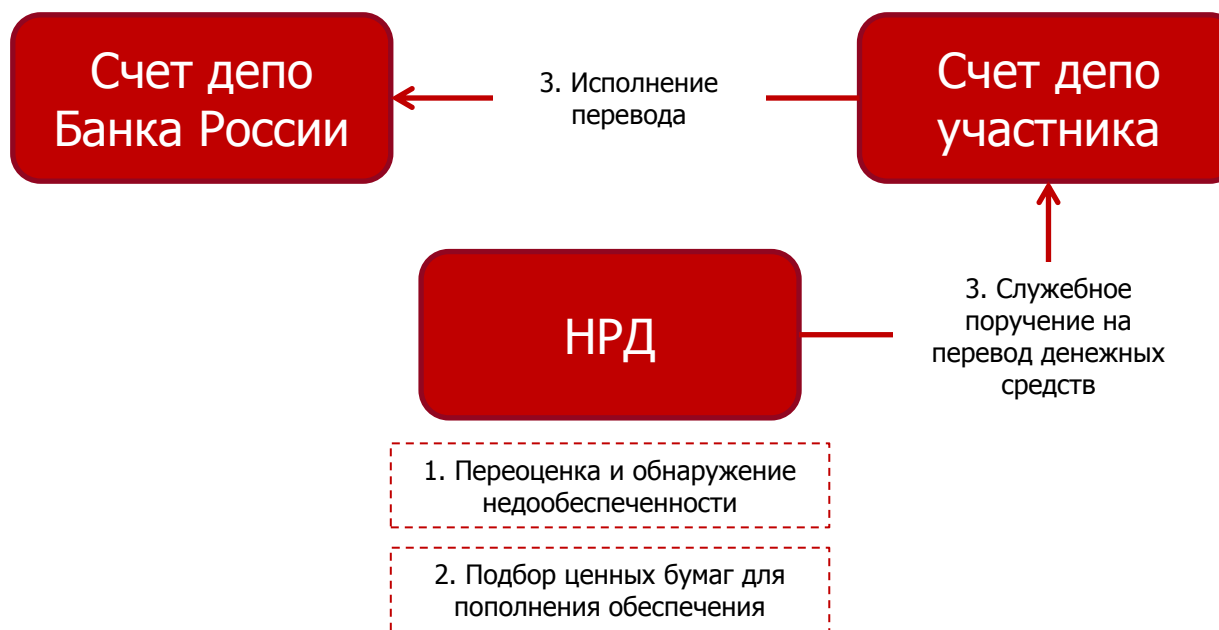 Счет депо
Банка России
3. Исполнение
перевода
Счет депо
участника
НРД
3. Служебное
поручение на
перевод денежных
средств
1. Переоценка и обнаружение
недообеспеченности
2. Подбор ценных бумаг для
пополнения обеспечения